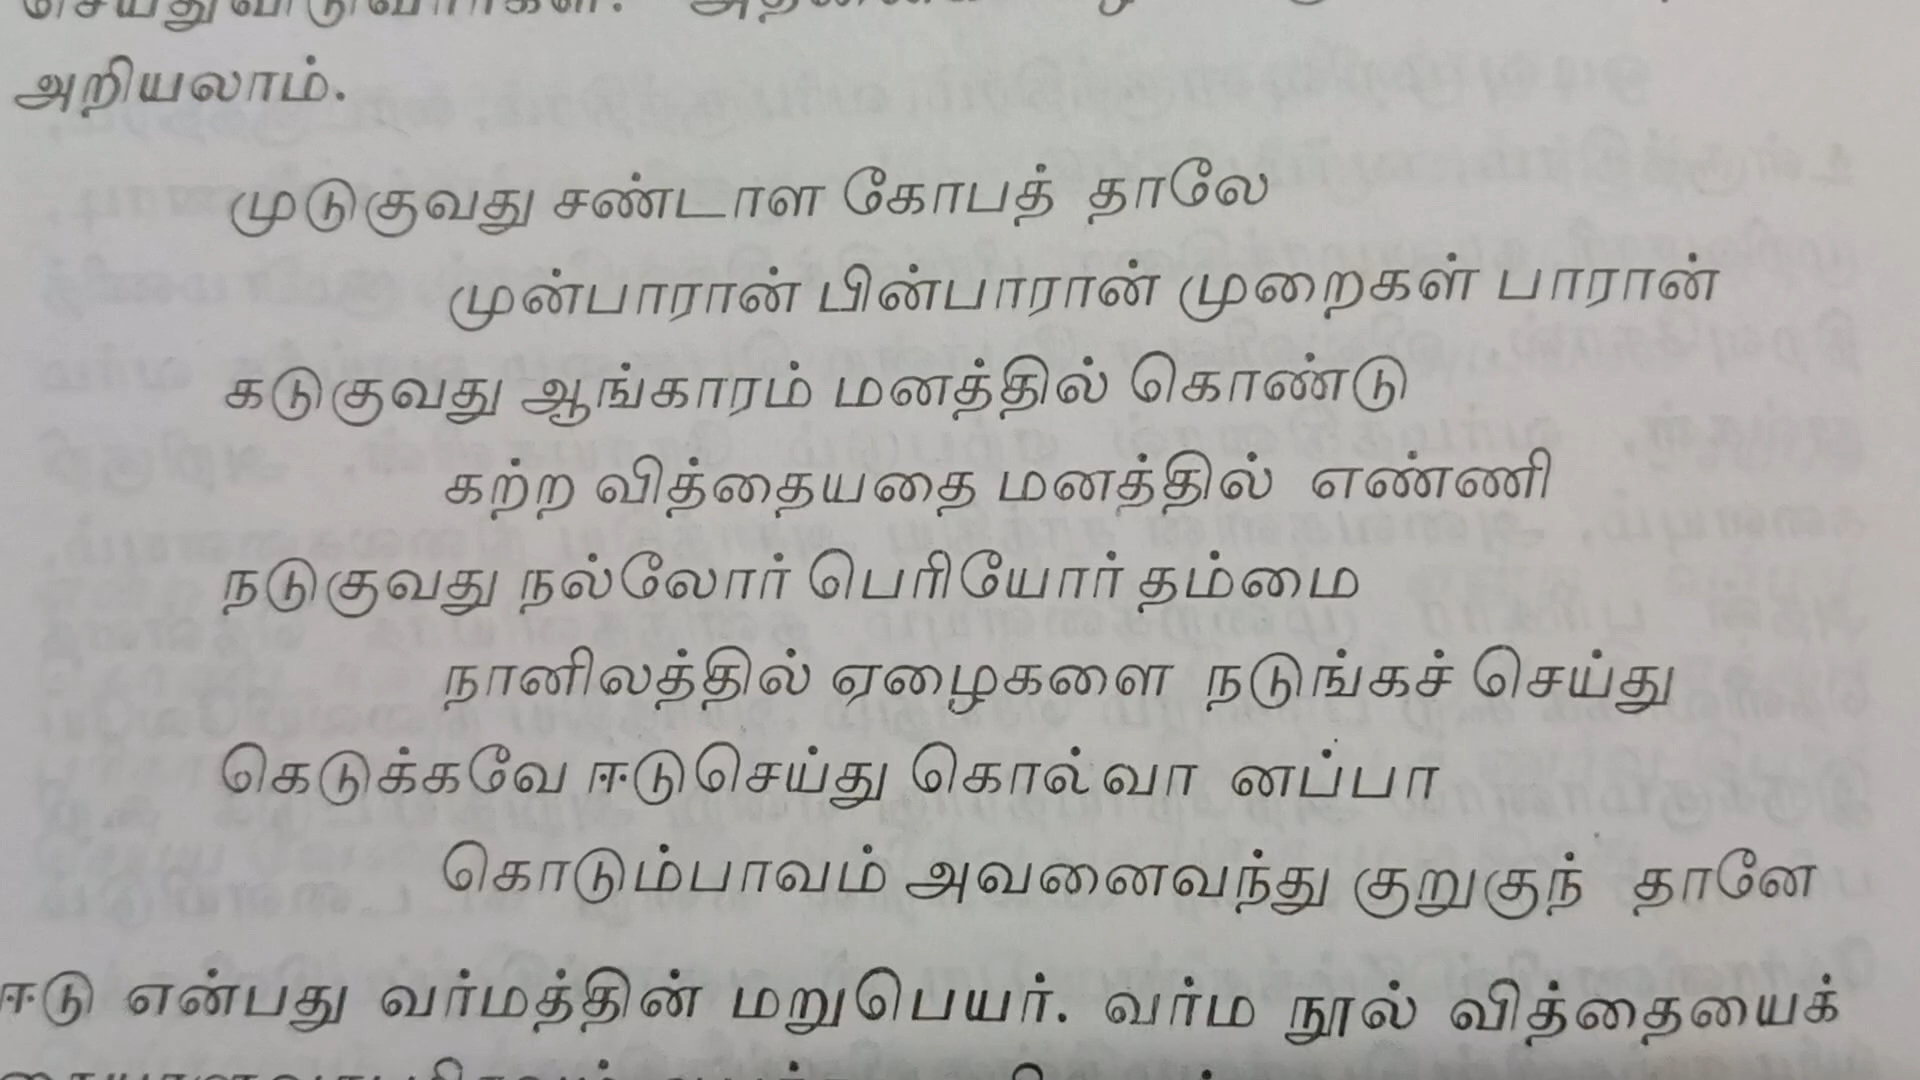 அறியலாம்.
முடுகுவது சண்டாள கோபத் தாலே
முன்பாரான் பின்பாரான் முறைகள் பாரான்
கடுகுவது ஆங்காரம் மனத்தில் கொண்டு
கற்ற வித்தையதை மனத்தில் எண்ணி
நடுகுவது நல்லோர் பெரியோர் தம்மை
நானிலத்தில் ஏழைகளை நடுங்கச் செய்து
கெடுக்கவே ஈடுசெய்து கொல்வா னப்பா
கொடும்பாவம் அவனைவந்து குறுகுந் தானே
ஈடு என்பது வர்மத்தின் மறுபெயர். வர்ம நூல் வித்தையைக்